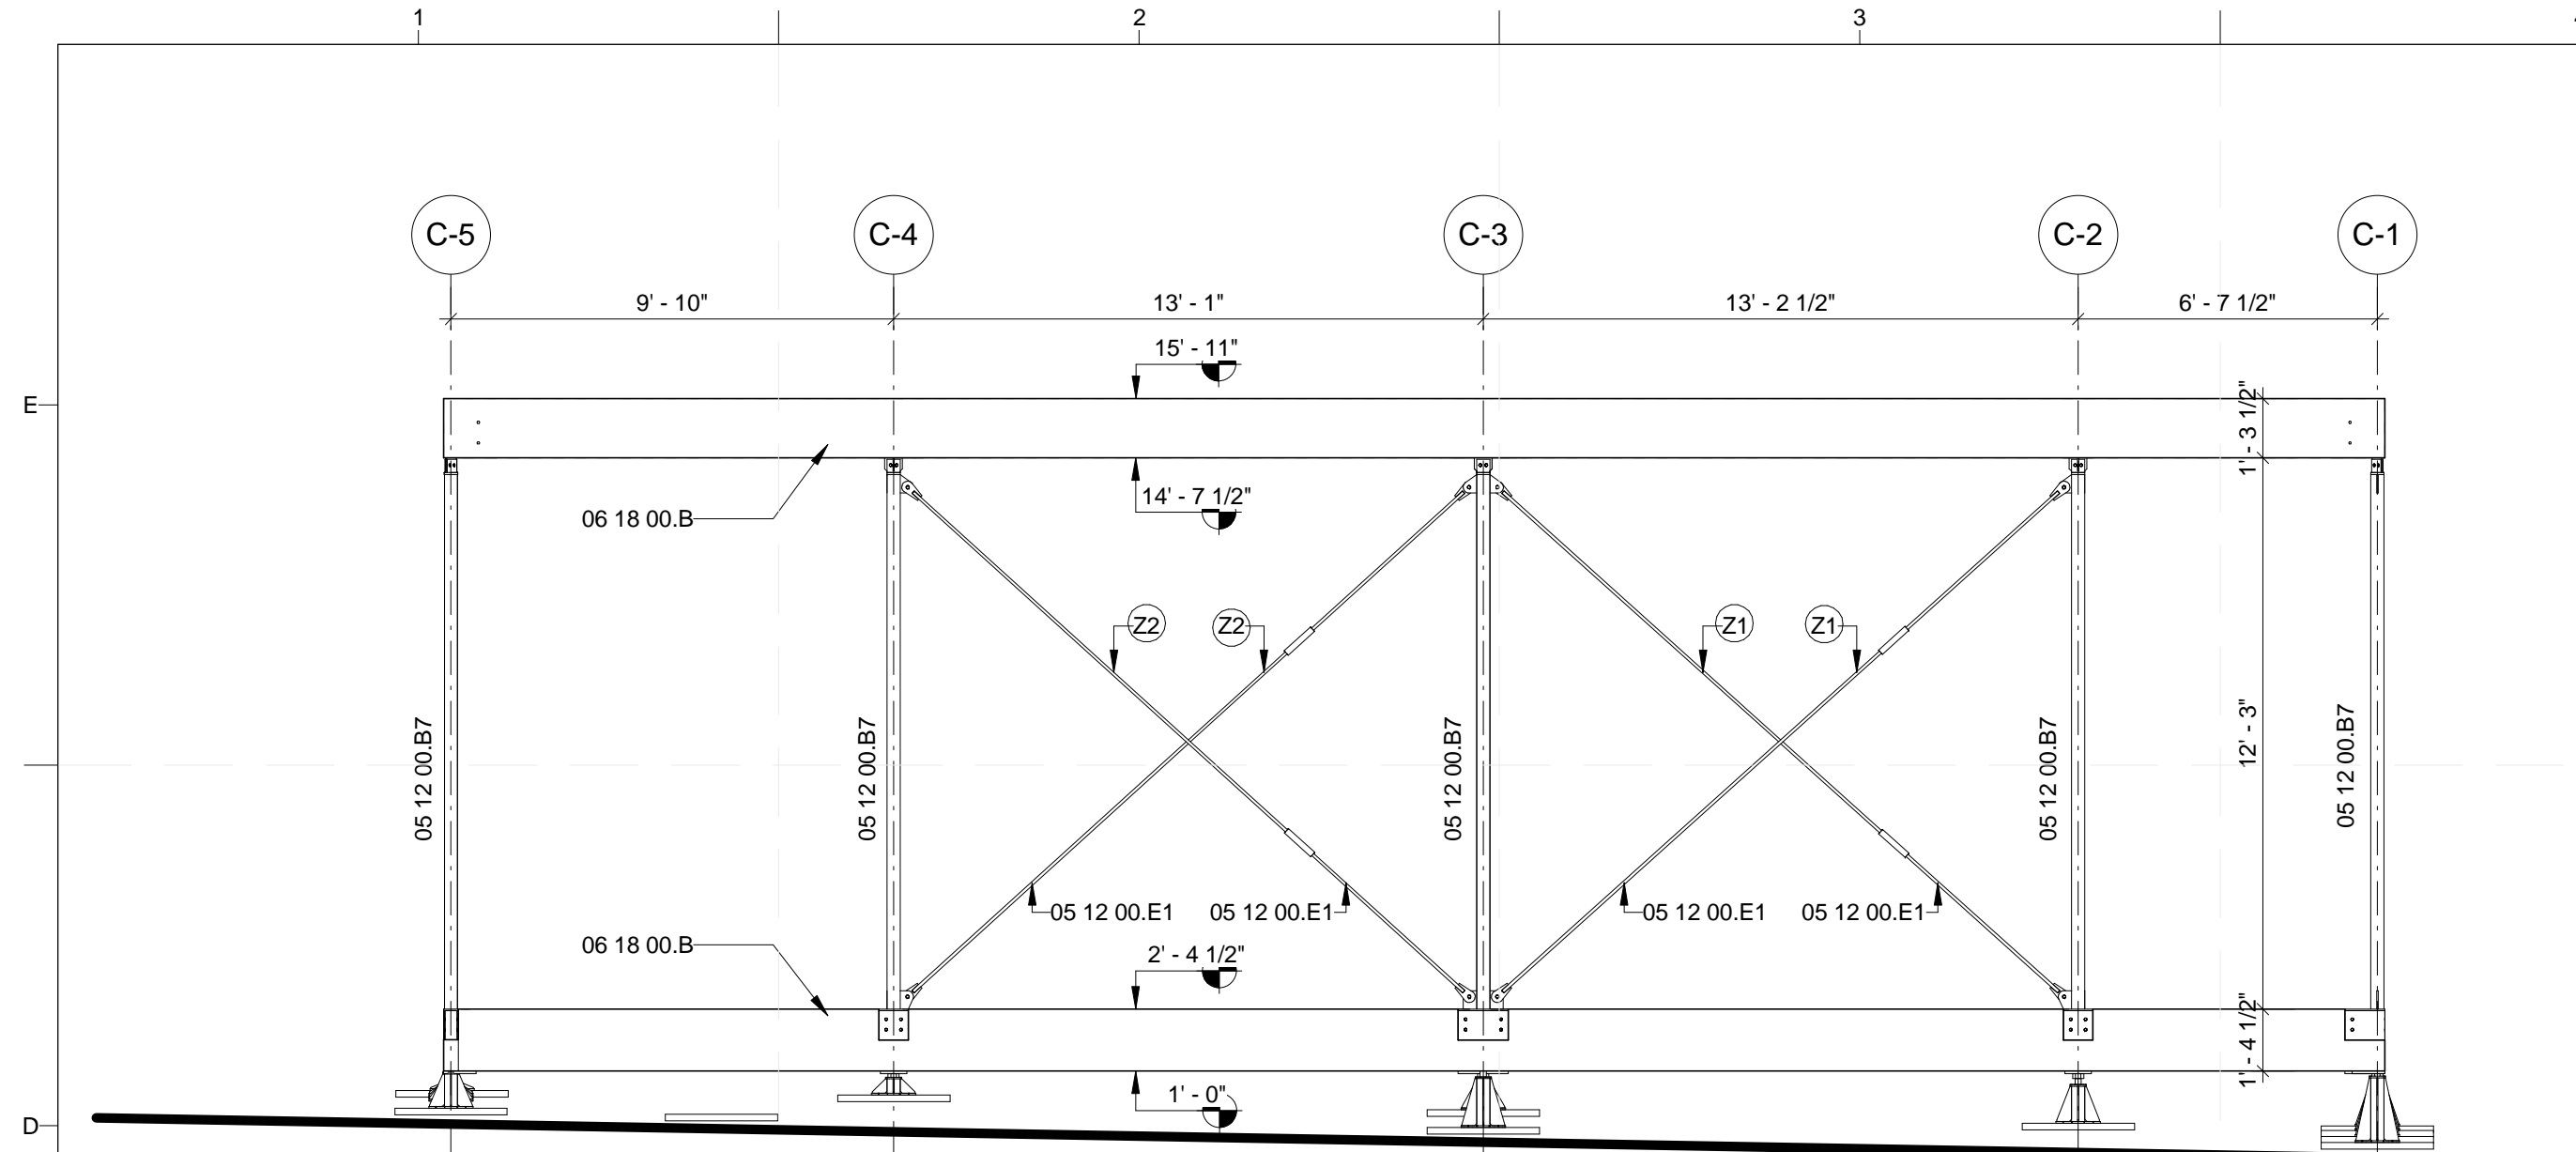 1
2
3
C-5
C-4
C-3
C-2
C-1
9' - 10"
13' - 1"
13' - 2 1/2"
6' - 7 1/2"
15' - 11"
E
1' - 3 1/2"
14' - 7 1/2"
06 18 00.B
Z2
Z2
Z1
Z1
05 12 00.B7
05 12 00.B7
05 12 00.B7
05 12 00.B7
12' - 3"
05 12 00.B7
05 12 00.E1
05 12 00.E1
05 12 00.E1
05 12 00.E1
06 18 00.B
2' - 4 1/2"
1' - 4 1/2"
1' - 0"
D